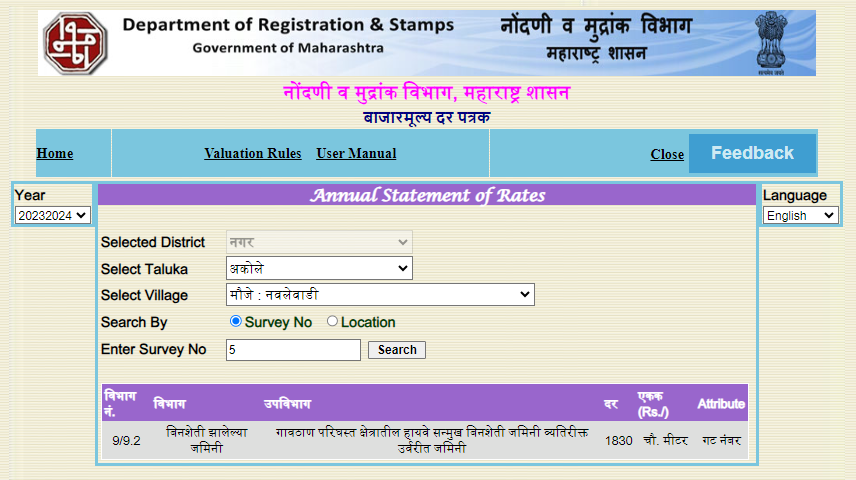 Department of Registration & Stamps
Government of Maharashtra
नोंदणी व मुद्रांक विभाग
महाराष्ट्र शासन
नोंदणी व मुद्रांक विभाग, महाराष्ट्र शासन
बाजारमूल्य दर पत्रक
Home Valuation Rules User Manual Close Feedback
Year
20232024
Annual Statement of Rates
Language
English
Selected District नगर
Select Taluka अकोले
Select Village मौजे : नवलेवाडी
Search By Survey No Location
Enter Survey No 5 Search
विभाग नं. विभाग उपविभाग दर एकक (Rs./) Attribute
9/9.2 बिनशेती झालेल्या जमिनी गावठाण परिघस्त क्षेत्रातील हायवे सन्मुख बिनशेती जमिनी व्यतिरीक्त उर्वरीत जमिनी 1830 चौ. मीटर गट नंबर